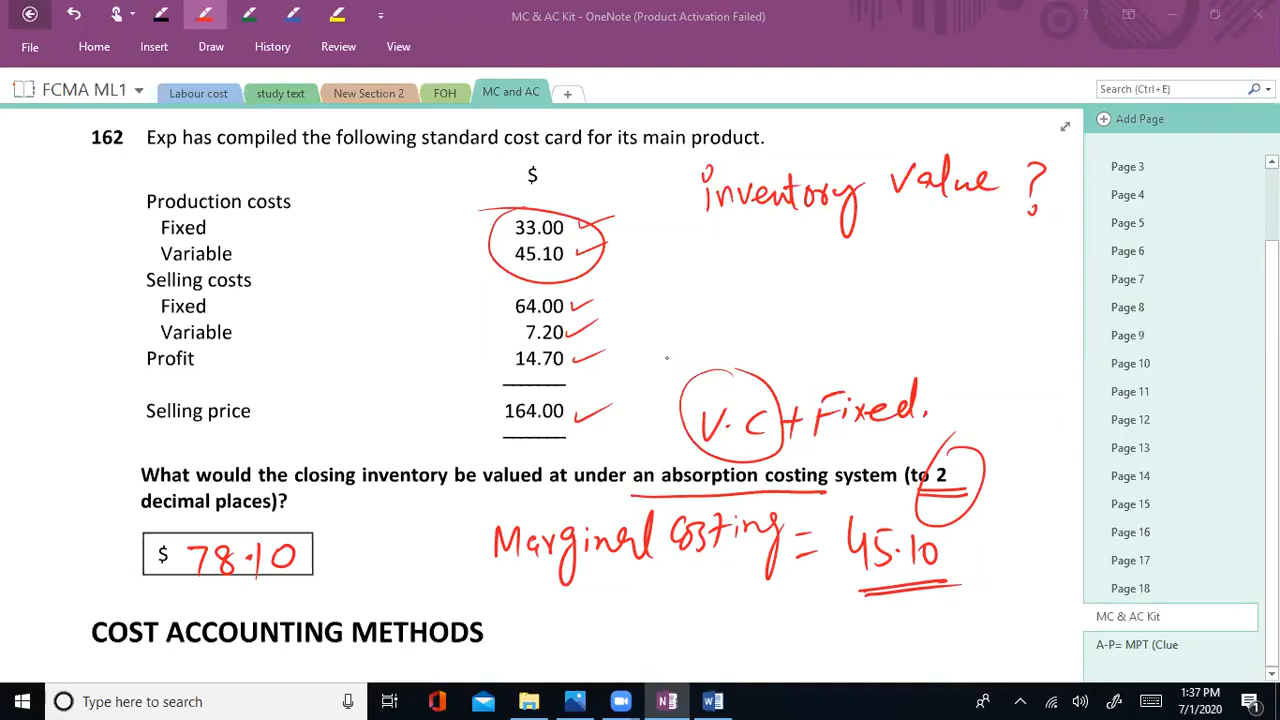 MC & AC Kit - OneNote (Product Activation Failed)
File Home Insert Draw History Review View
FCMA ML1 Labour cost study text New Section 2 FOH MC and AC
Search (Ctrl+E)
162 Exp has compiled the following standard cost card for its main product.
$
inventory value ?
Production costs
Fixed 33.00
Variable 45.10
Selling costs
Fixed 64.00
Variable 7.20
Profit 14.70
Selling price 164.00
V.C + Fixed.
What would the closing inventory be valued at under an absorption costing system (to 2
decimal places)?
$ 78.10
Marginal costing = 45.10
COST ACCOUNTING METHODS
Add Page
Page 3
Page 4
Page 5
Page 6
Page 7
Page 8
Page 9
Page 10
Page 11
Page 12
Page 13
Page 14
Page 15
Page 16
Page 17
Page 18
MC & AC Kit
A-P= MPT (Clue
Type here to search
1:37 PM
7/1/2020